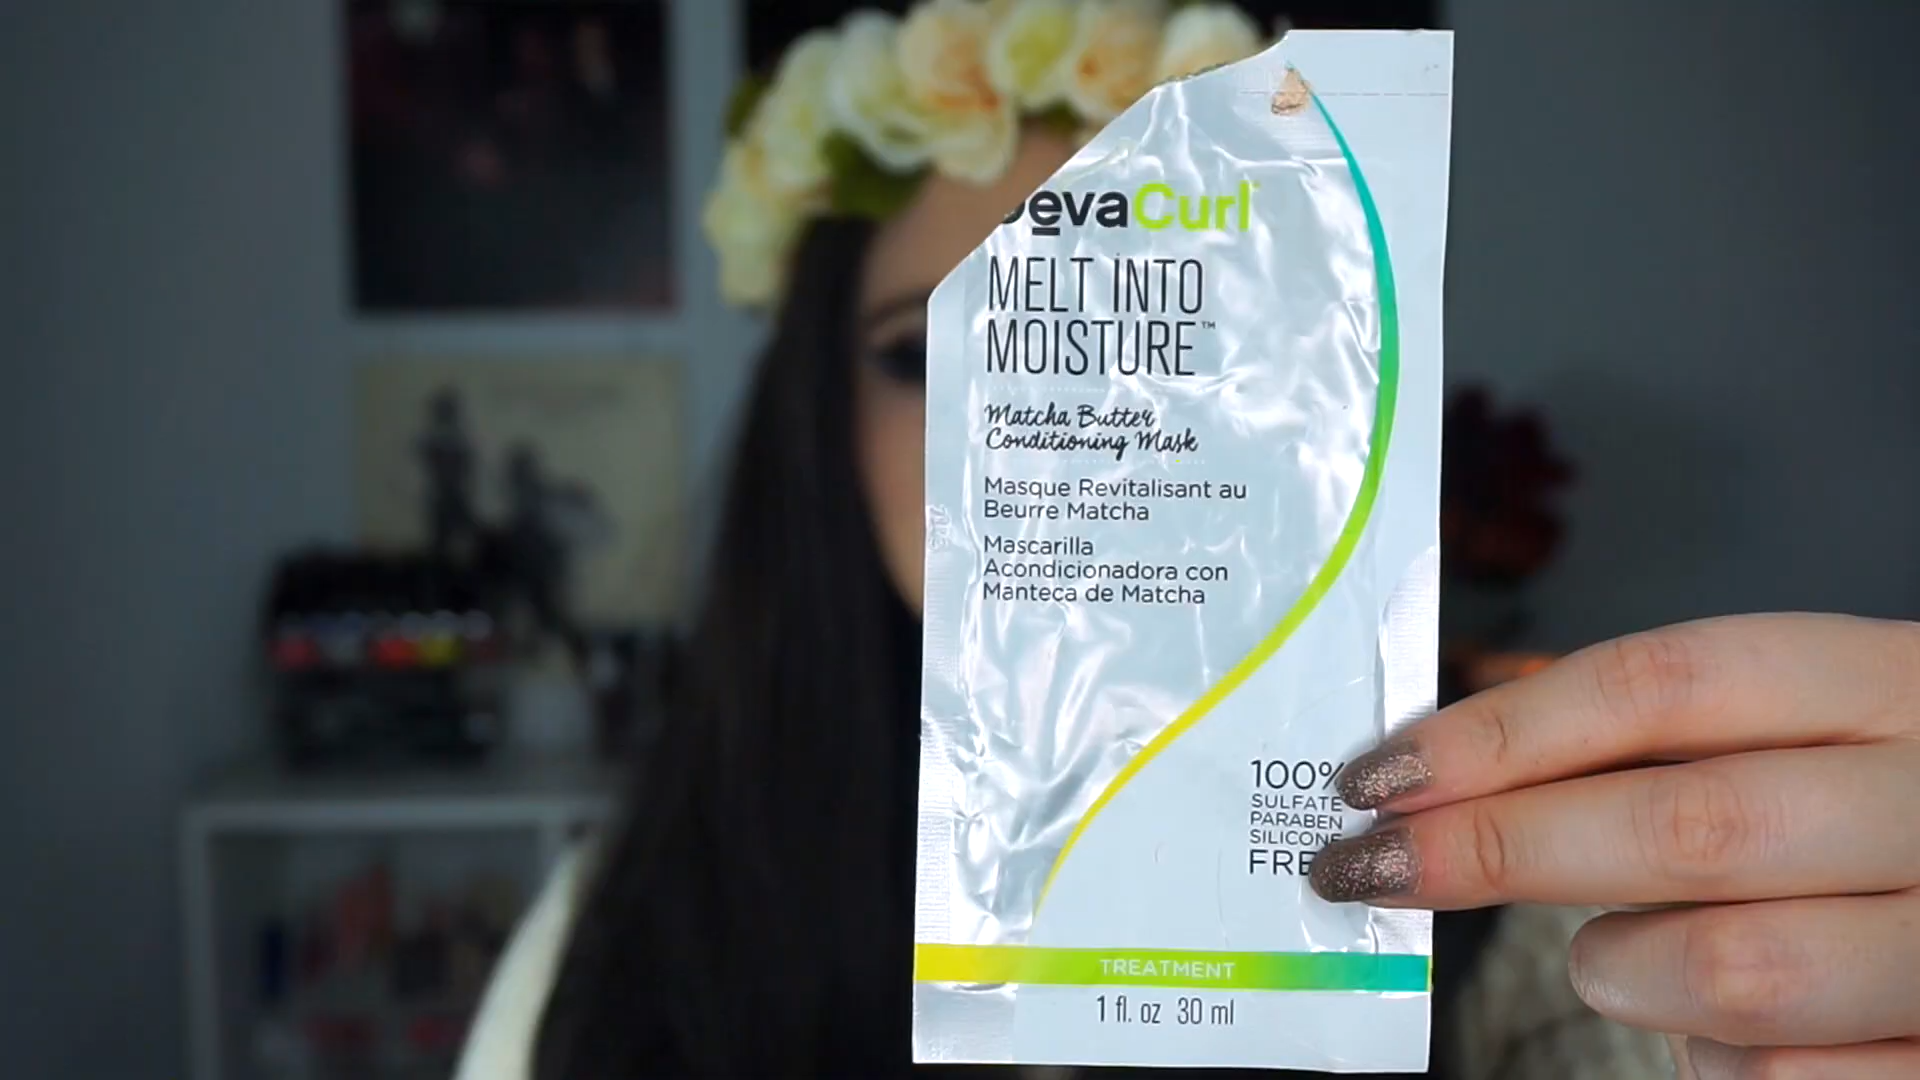 DevaCurl
MELT INTO
MOISTURE™
Matcha Butter
Conditioning Mask
Masque Revitalisant au
Beurre Matcha
Mascarilla
Acondicionadora con
Manteca de Matcha
100%
SULFATE
PARABEN
SILICONE
FREE
TREATMENT
1 fl. oz 30 ml